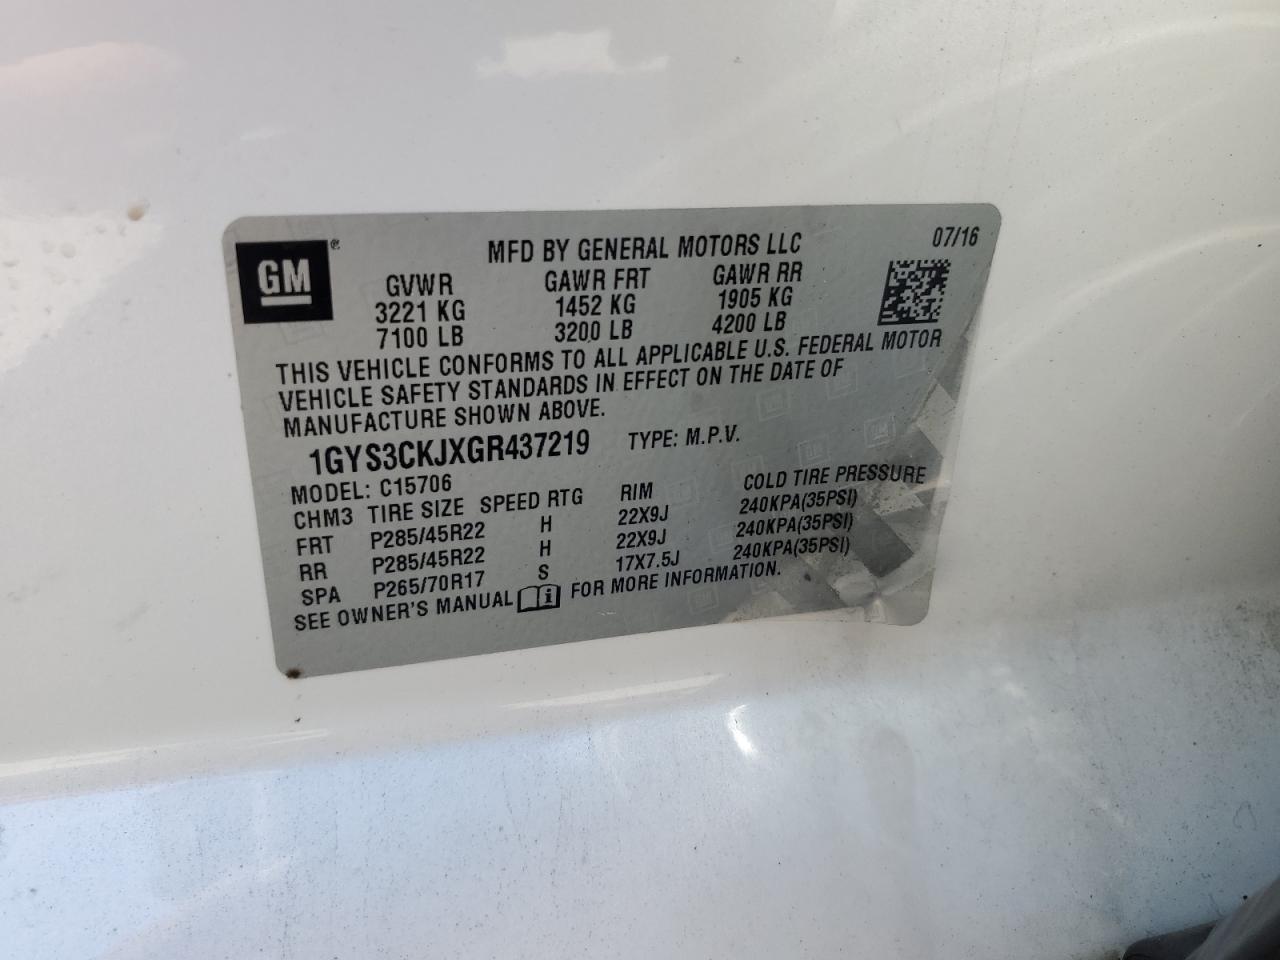 GM ®
MFD BY GENERAL MOTORS LLC 07/16
GVWR GAWR FRT GAWR RR
3221 KG 1452 KG 1905 KG
7100 LB 3200 LB 4200 LB
THIS VEHICLE CONFORMS TO ALL APPLICABLE U.S. FEDERAL MOTOR
VEHICLE SAFETY STANDARDS IN EFFECT ON THE DATE OF
MANUFACTURE SHOWN ABOVE.
1GYS3CKJXGR437219 TYPE: M.P.V.
MODEL: C15706
CHM3 TIRE SIZE SPEED RTG RIM COLD TIRE PRESSURE
FRT P285/45R22 H 22X9J 240KPA(35PSI)
RR P285/45R22 H 22X9J 240KPA(35PSI)
SPA P265/70R17 S 17X7.5J 240KPA(35PSI)
SEE OWNER'S MANUAL FOR MORE INFORMATION.